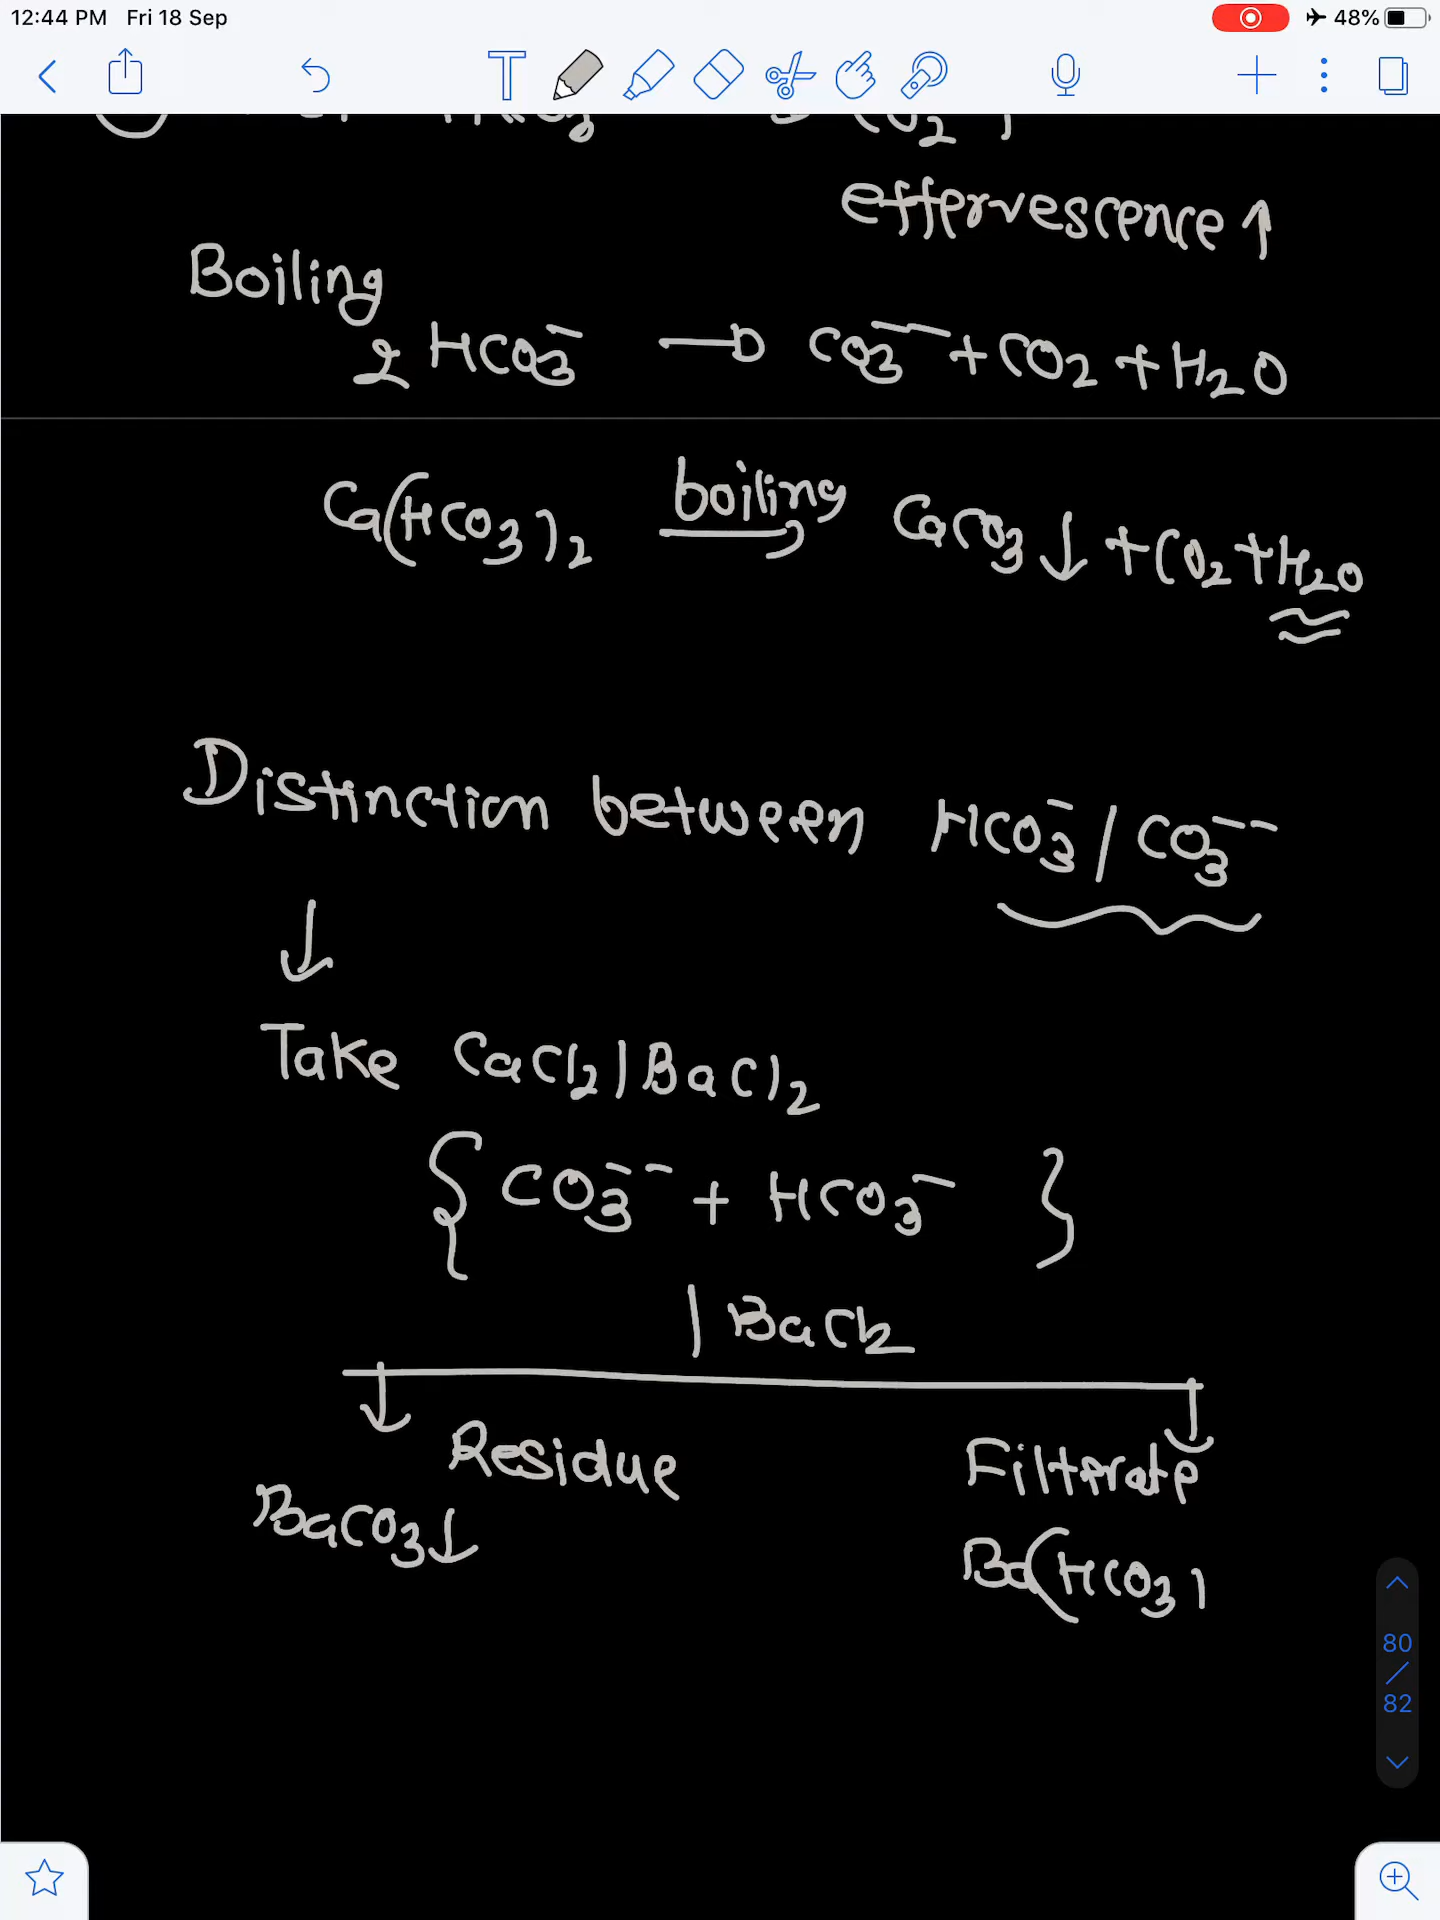 12:44 PM Fri 18 Sep 48%
effervescence ↑
Boiling
2 HCO3⁻ → CO3⁻⁻ + CO2 + H2O
Ca(HCO3)2 boiling CaCO3↓ + CO2 + H2O
Distinction between HCO3⁻ / CO3⁻⁻
↓
Take CaCl2 | BaCl2
{ CO3⁻⁻ + HCO3⁻ }
| BaCl2
Residue Filterate
BaCO3↓ Ba(HCO3)
80
/
82